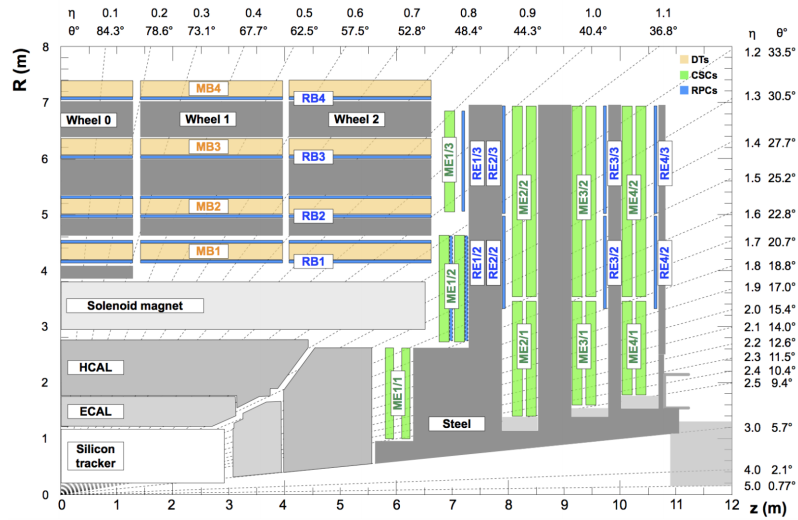 η 0.1 0.2 0.3 0.4 0.5 0.6 0.7 0.8 0.9 1.0 1.1
θ° 84.3° 78.6° 73.1° 67.7° 62.5° 57.5° 52.8° 48.4° 44.3° 40.4° 36.8°
η θ°
R (m)
8
7
6
5
4
3
2
1
0
1.2 33.5°
1.3 30.5°
1.4 27.7°
1.5 25.2°
1.6 22.8°
1.7 20.7°
1.8 18.8°
1.9 17.0°
2.0 15.4°
2.1 14.0°
2.2 12.6°
2.3 11.5°
2.4 10.4°
2.5 9.4°
3.0 5.7°
4.0 2.1°
5.0 0.77°
DTs
CSCs
RPCs
MB4
RB4
Wheel 0 Wheel 1 Wheel 2
MB3
RB3
MB2
RB2
MB1
RB1
Solenoid magnet
HCAL
ECAL
Silicon
tracker
Steel
ME1/3
RE1/3
RE2/3
ME2/2
ME3/2
RE3/3
ME4/2
RE4/3
ME1/2
RE1/2
RE2/2
RE3/2
RE4/2
ME1/1
ME2/1
ME3/1
ME4/1
0 1 2 3 4 5 6 7 8 9 10 11 12
z (m)